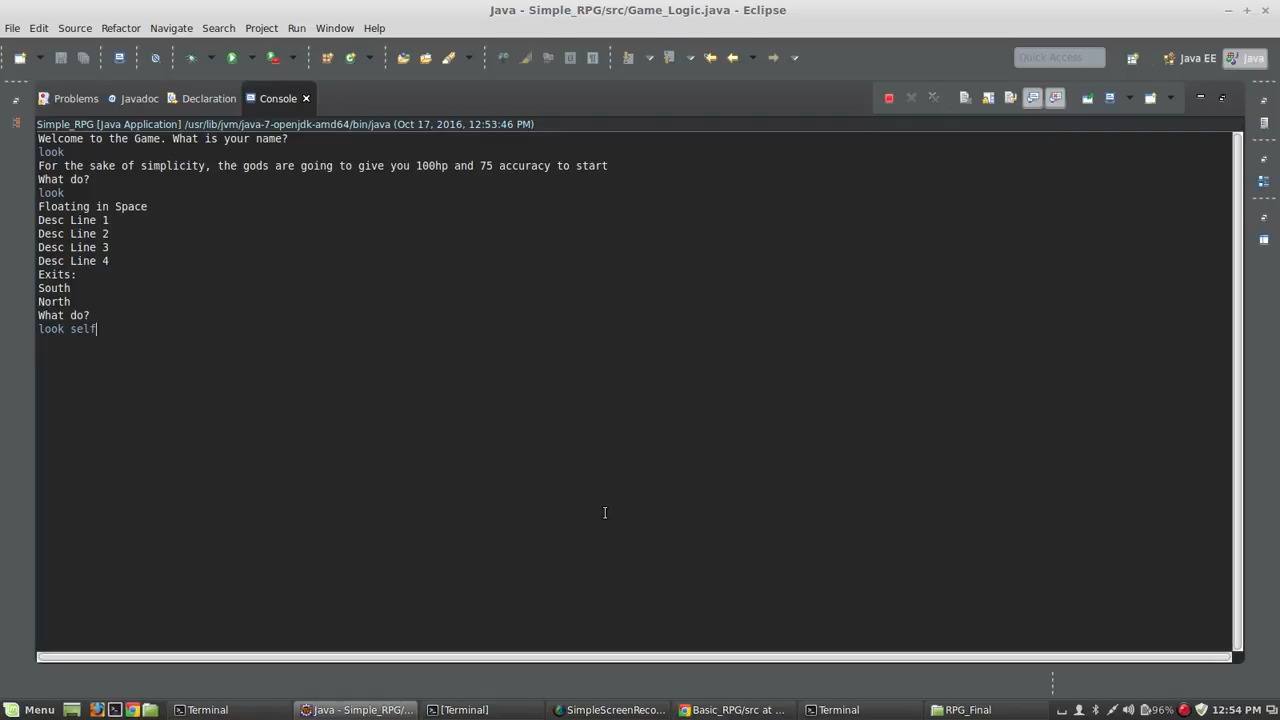 Java - Simple_RPG/src/Game_Logic.java - Eclipse
File Edit Source Refactor Navigate Search Project Run Window Help
Quick Access Java EE Java
Problems Javadoc Declaration Console
Simple_RPG [Java Application] /usr/lib/jvm/java-7-openjdk-amd64/bin/java (Oct 17, 2016, 12:53:46 PM)
Welcome to the Game. What is your name?
look
For the sake of simplicity, the gods are going to give you 100hp and 75 accuracy to start
What do?
look
Floating in Space
Desc Line 1
Desc Line 2
Desc Line 3
Desc Line 4
Exits:
South
North
What do?
look self
Menu Terminal Java - Simple_RPG/... [Terminal] SimpleScreenReco... Basic_RPG/src at ... Terminal RPG_Final 96% 12:54 PM